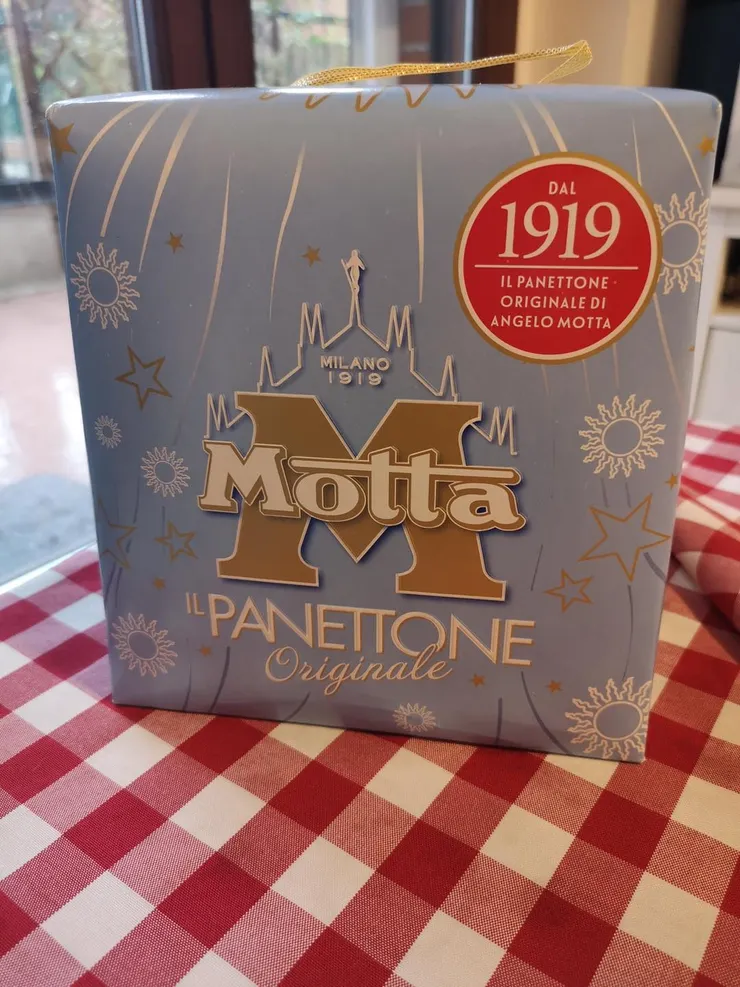 DAL
1919
IL PANETTONE
ORIGINALE DI
ANGELO MOTTA
MILANO
1919
M
Motta
IL PANETTONE
Originale